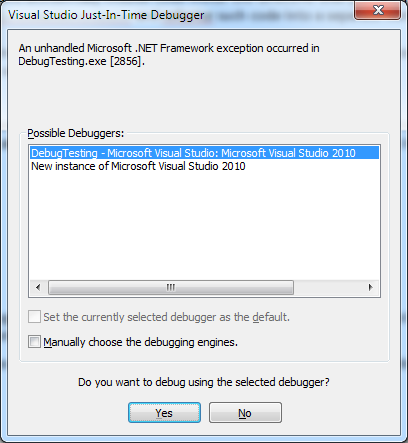 Visual Studio Just-In-Time Debugger
An unhandled Microsoft .NET Framework exception occurred in
DebugTesting.exe [2856].
Possible Debuggers:
DebugTesting - Microsoft Visual Studio: Microsoft Visual Studio 2010
New instance of Microsoft Visual Studio 2010
Set the currently selected debugger as the default.
Manually choose the debugging engines.
Do you want to debug using the selected debugger?
Yes
No